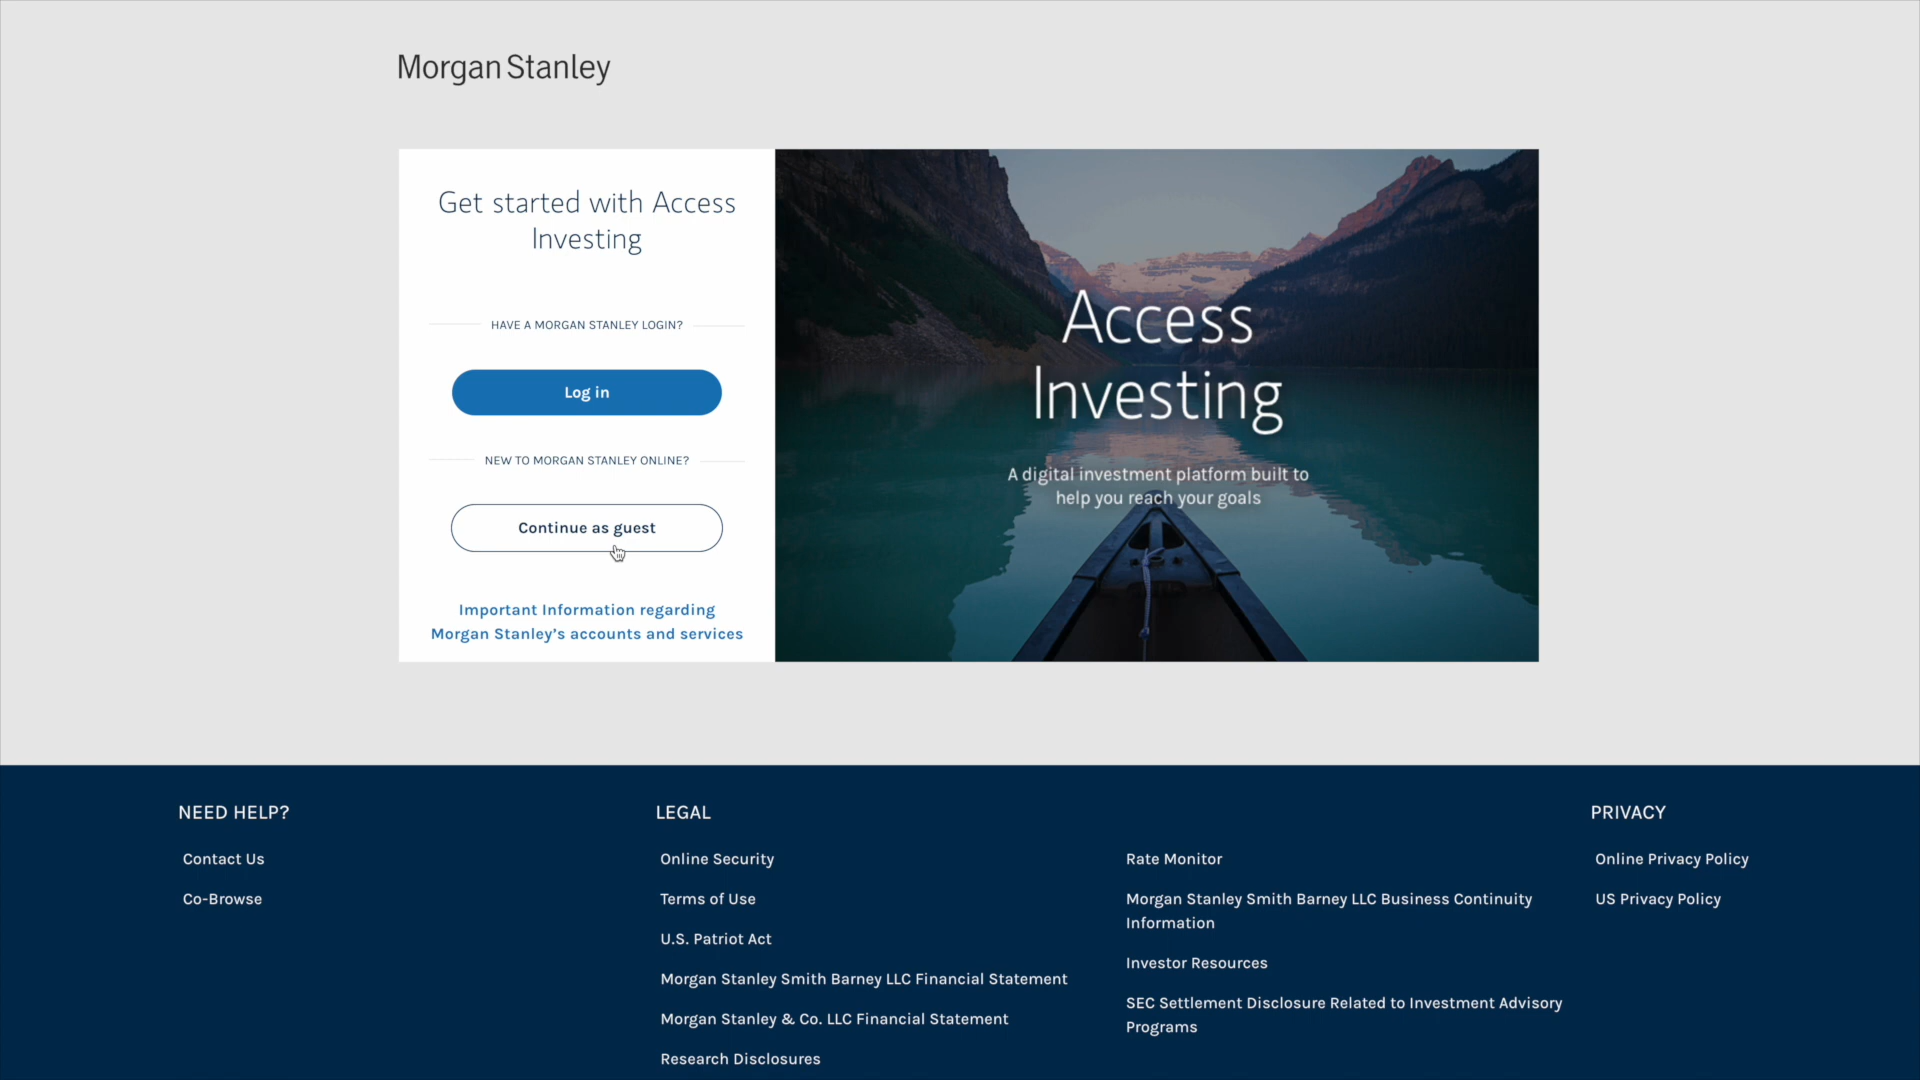 Morgan Stanley
Get started with Access
Investing
HAVE A MORGAN STANLEY LOGIN?
Log in
NEW TO MORGAN STANLEY ONLINE?
Continue as guest
Important Information regarding
Morgan Stanley's accounts and services
Access
Investing
A digital investment platform built to
help you reach your goals
NEED HELP?
Contact Us
Co-Browse
LEGAL
Online Security
Terms of Use
U.S. Patriot Act
Morgan Stanley Smith Barney LLC Financial Statement
Morgan Stanley & Co. LLC Financial Statement
Research Disclosures
Rate Monitor
Morgan Stanley Smith Barney LLC Business Continuity
Information
Investor Resources
SEC Settlement Disclosure Related to Investment Advisory
Programs
PRIVACY
Online Privacy Policy
US Privacy Policy